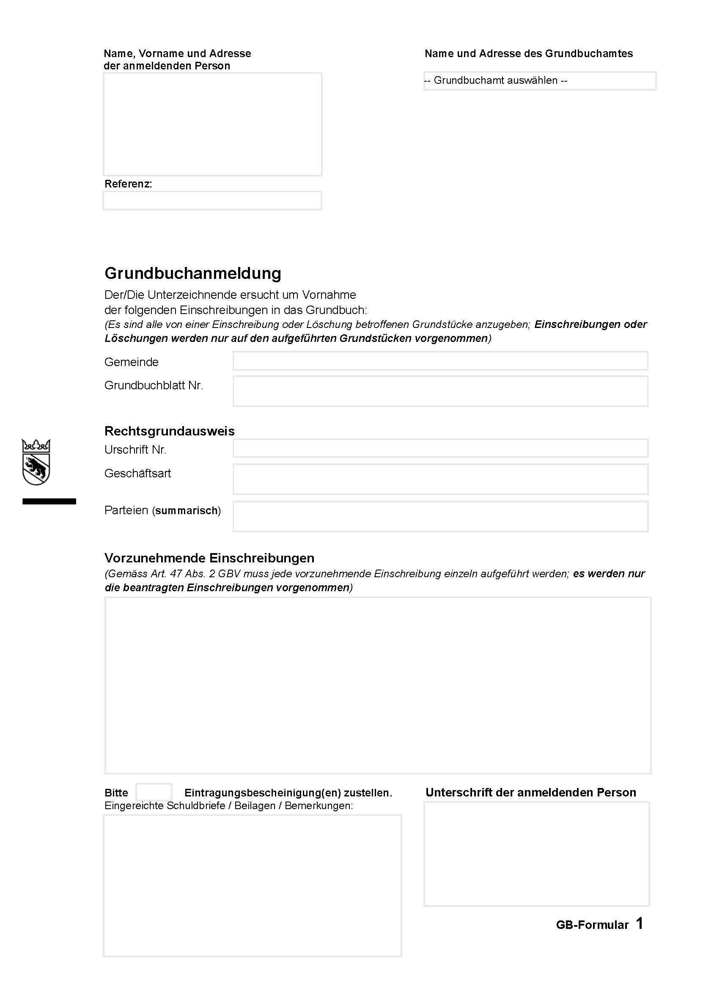 Name, Vorname und Adresse
der anmeldenden Person
Name und Adresse des Grundbuchamtes
-- Grundbuchamt auswählen --
Referenz:
Grundbuchanmeldung
Der/Die Unterzeichnende ersucht um Vornahme
der folgenden Einschreibungen in das Grundbuch:
(Es sind alle von einer Einschreibung oder Löschung betroffenen Grundstücke anzugeben; Einschreibungen oder
Löschungen werden nur auf den aufgeführten Grundstücken vorgenommen)
Gemeinde
Grundbuchblatt Nr.
Rechtsgrundausweis
Urschrift Nr.
Geschäftsart
Parteien (summarisch)
Vorzunehmende Einschreibungen
(Gemäss Art. 47 Abs. 2 GBV muss jede vorzunehmende Einschreibung einzeln aufgeführt werden; es werden nur
die beantragten Einschreibungen vorgenommen)
Bitte Eintragungsbescheinigung(en) zustellen.
Eingereichte Schuldbriefe / Beilagen / Bemerkungen:
Unterschrift der anmeldenden Person
GB-Formular 1